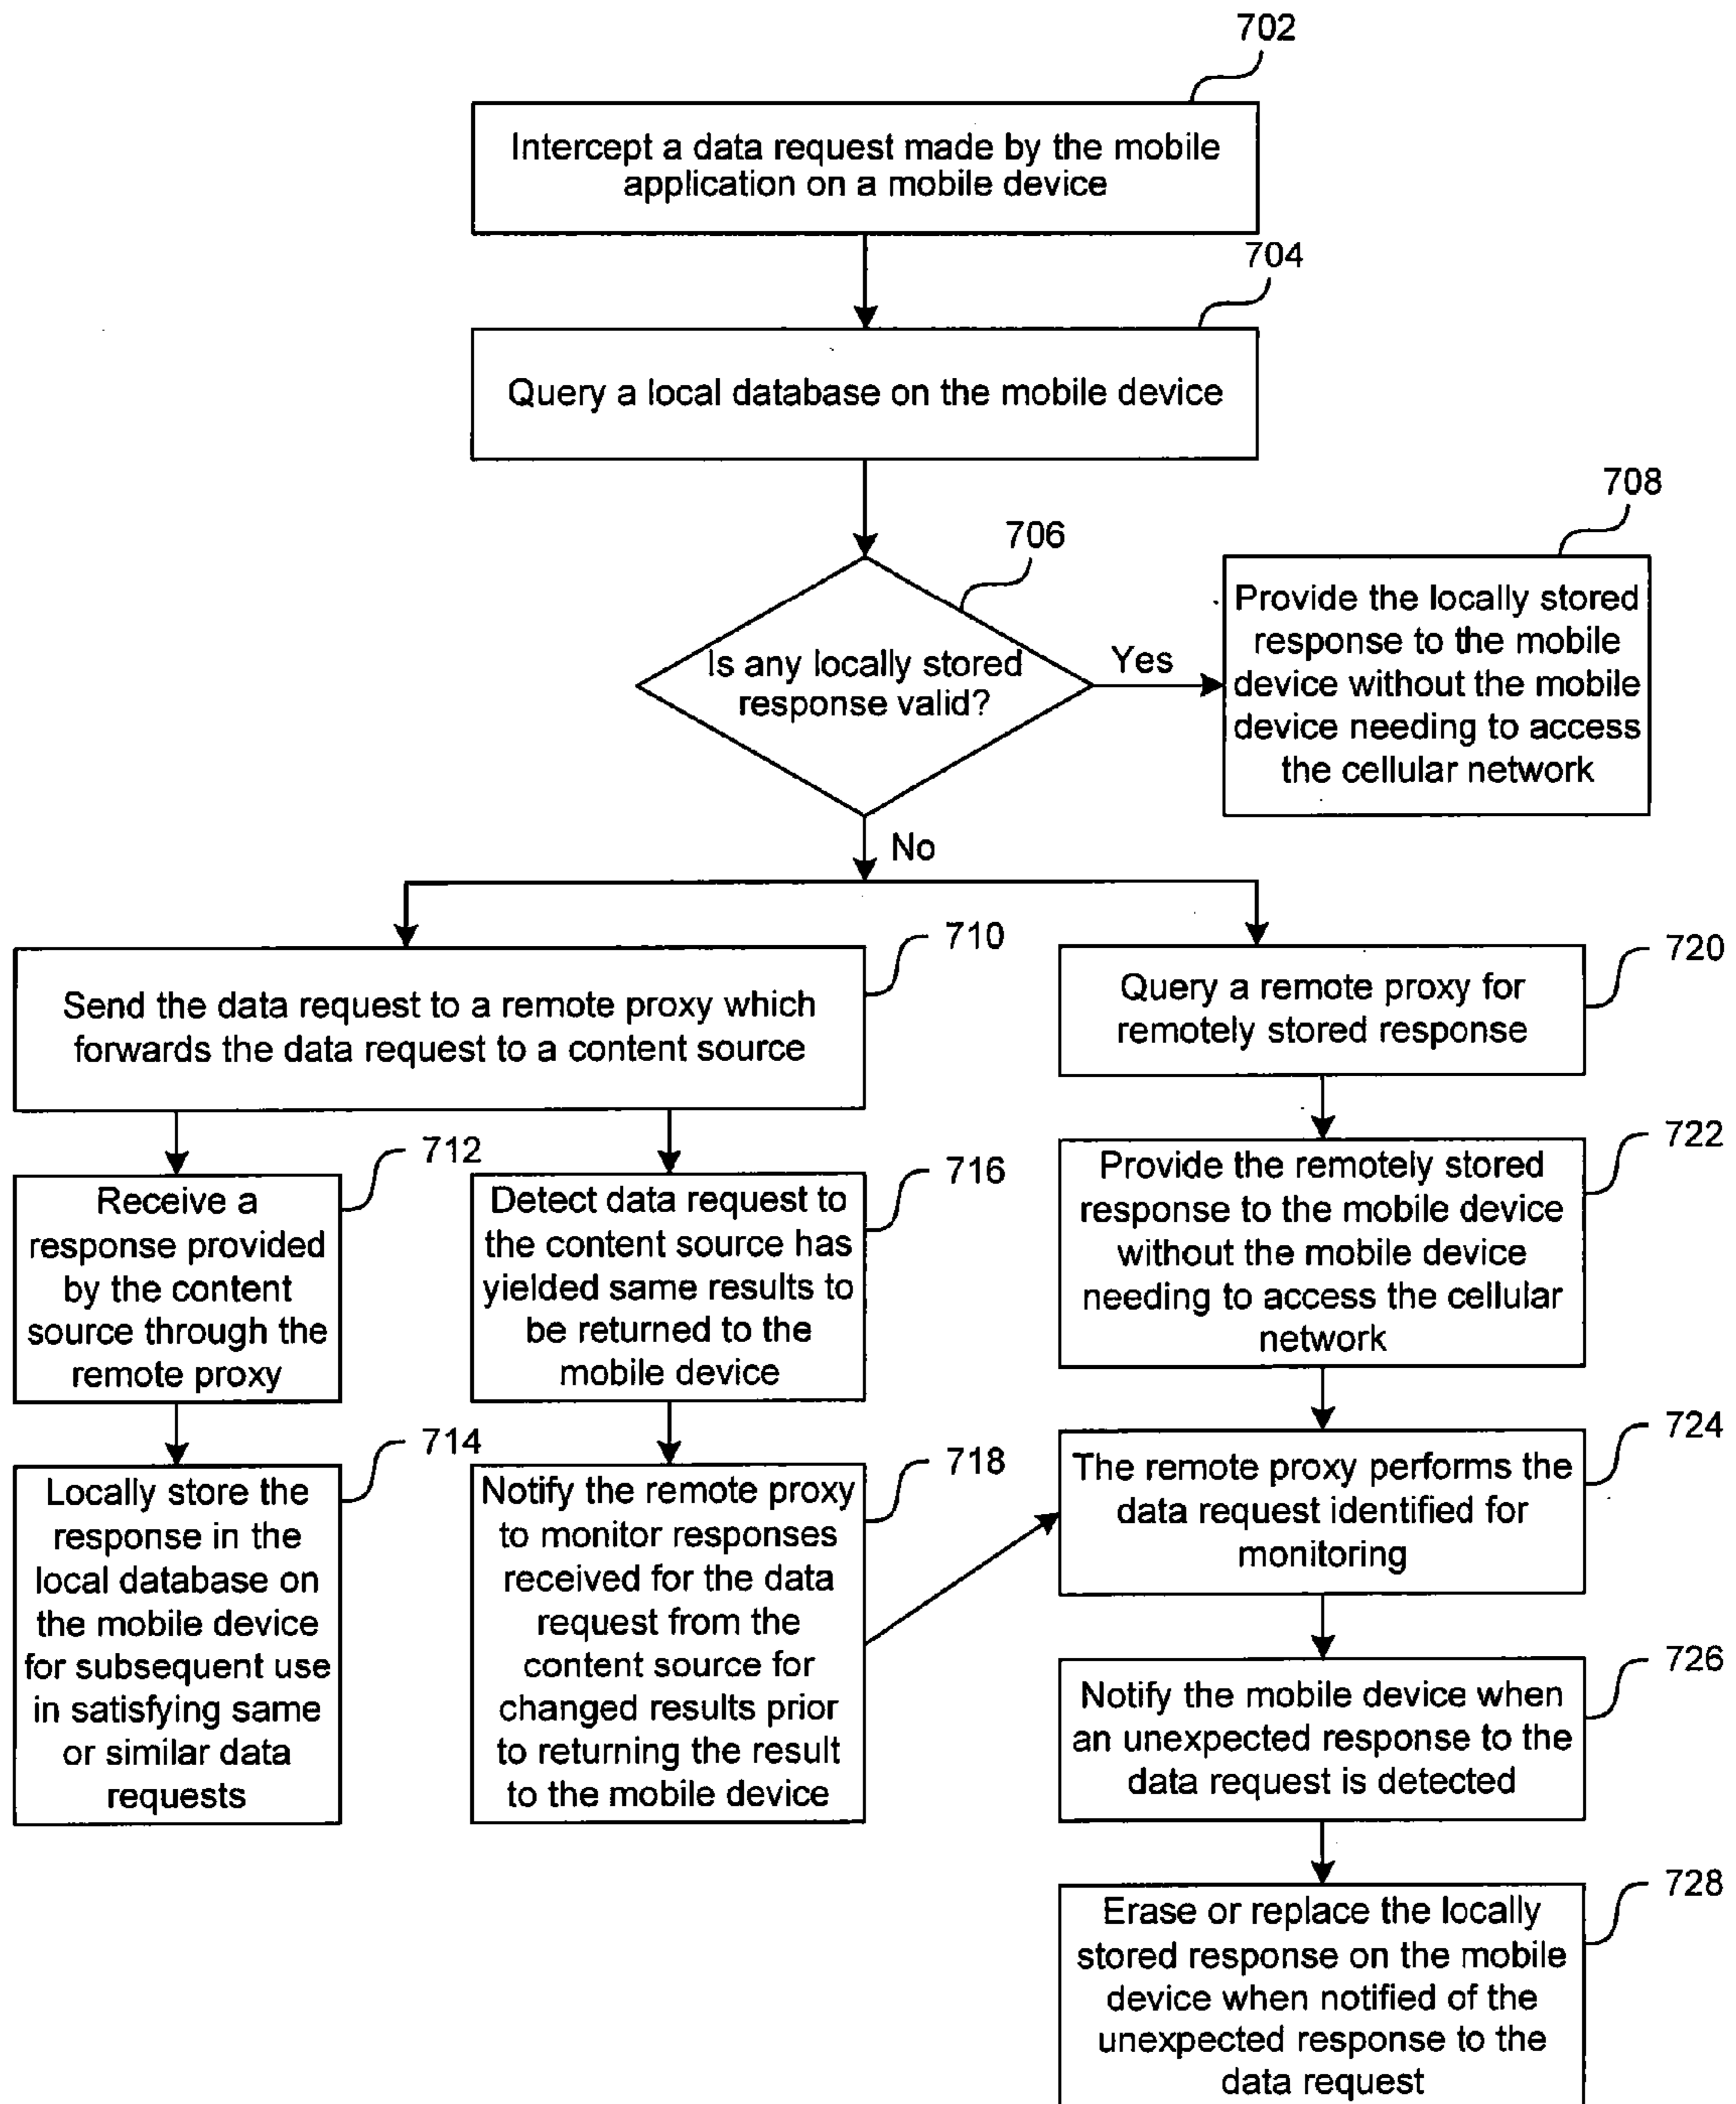 702
Intercept a data request made by the mobile
application on a mobile device
704
Query a local database on the mobile device
706
Is any locally stored
response valid?
Yes
708
Provide the locally stored
response to the mobile
device without the mobile
device needing to access
the cellular network
No
710
Send the data request to a remote proxy which
forwards the data request to a content source
712
Receive a
response provided
by the content
source through the
remote proxy
714
Locally store the
response in the
local database on
the mobile device
for subsequent use
in satisfying same
or similar data
requests
716
Detect data request to
the content source has
yielded same results to
be returned to the
mobile device
718
Notify the remote proxy
to monitor responses
received for the data
request from the
content source for
changed results prior
to returning the result
to the mobile device
720
Query a remote proxy for
remotely stored response
722
Provide the remotely stored
response to the mobile device
without the mobile device
needing to access the cellular
network
724
The remote proxy performs the
data request identified for
monitoring
726
Notify the mobile device when
an unexpected response to the
data request is detected
728
Erase or replace the locally
stored response on the mobile
device when notified of the
unexpected response to the
data request